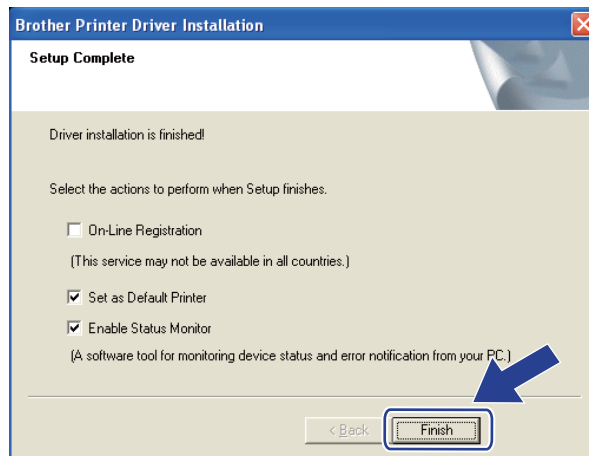 Brother Printer Driver Installation
Setup Complete
Driver installation is finished!
Select the actions to perform when Setup finishes.
On-Line Registration
(This service may not be available in all countries.)
Set as Default Printer
Enable Status Monitor
(A software tool for monitoring device status and error notification from your PC.)
< Back
Finish